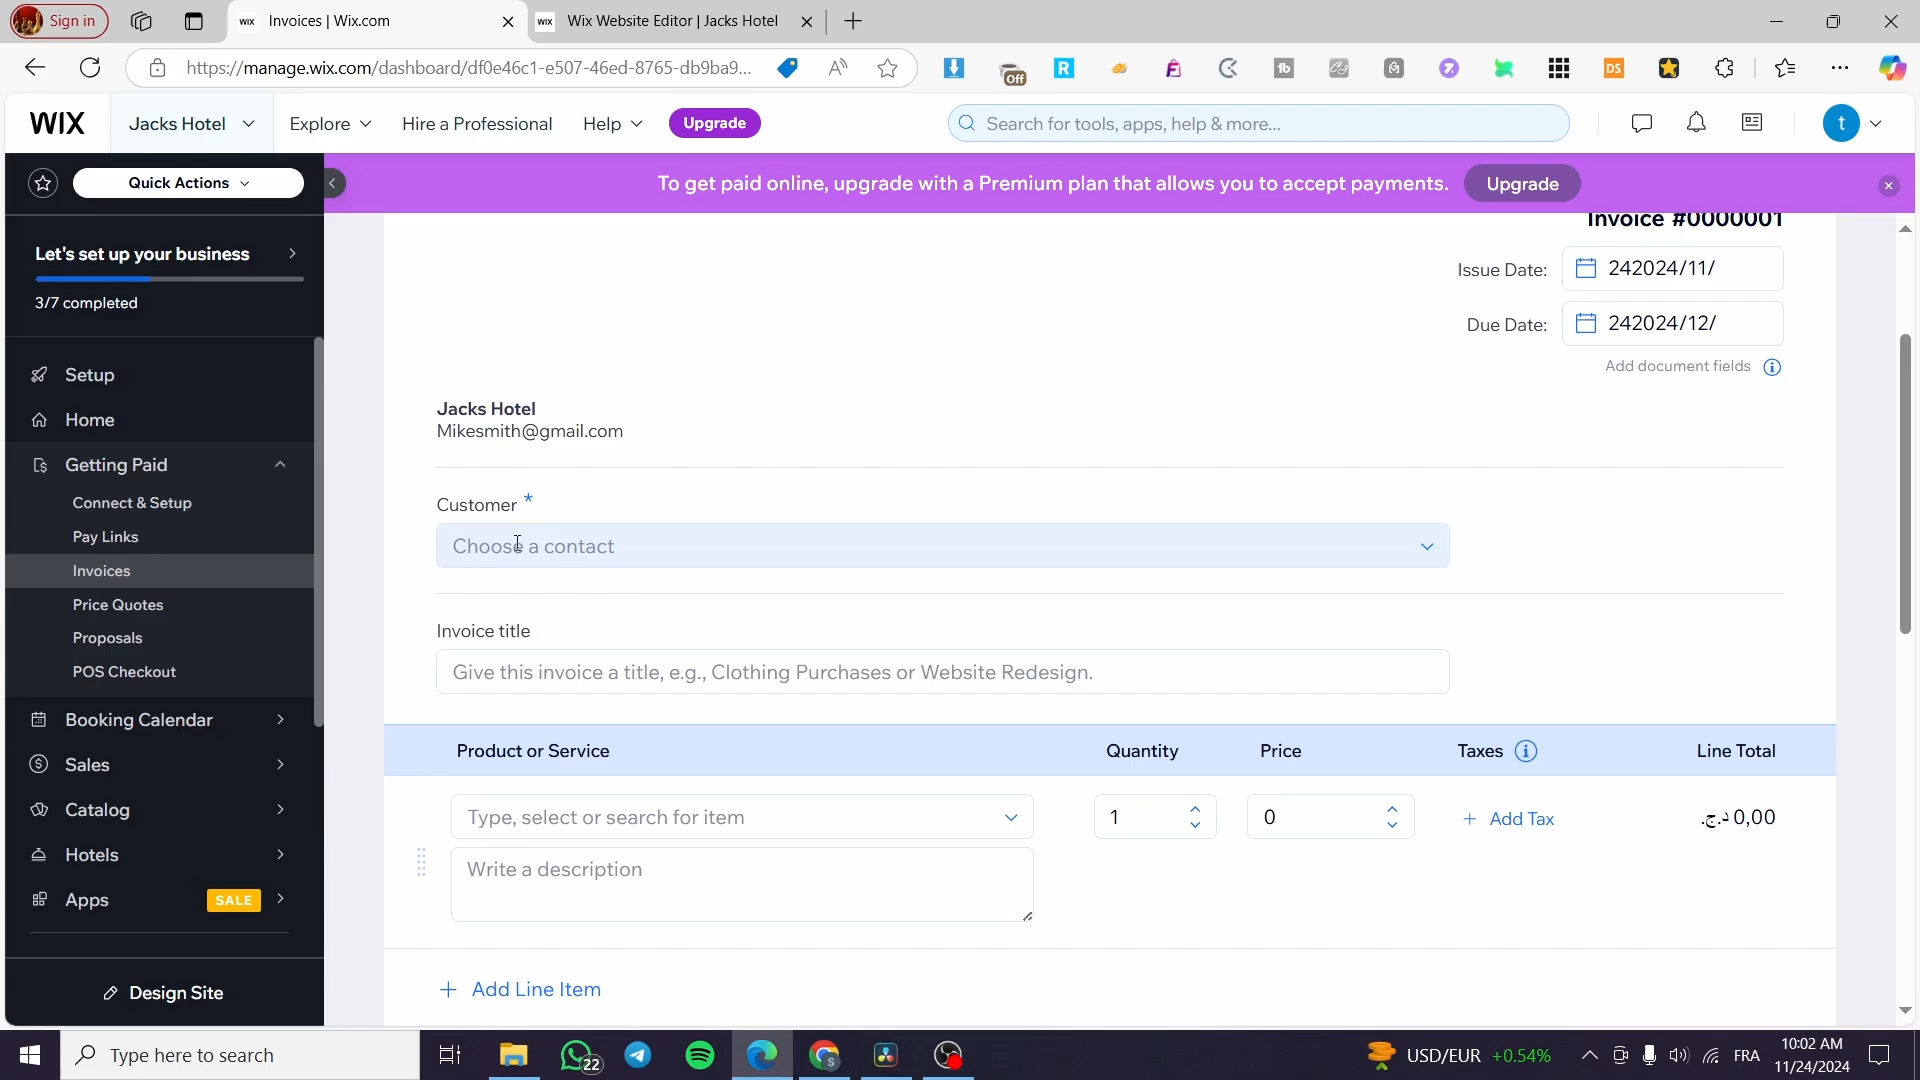 Sign in
WIX Invoices | Wix.com
WIX Wix Website Editor | Jacks Hotel
https://manage.wix.com/dashboard/df0e46c1-e507-46ed-8765-db9ba9...
Off
R
tb
DS
WIX
Jacks Hotel
Explore
Hire a Professional
Help
Upgrade
Search for tools, apps, help & more...
t
Quick Actions
To get paid online, upgrade with a Premium plan that allows you to accept payments.
Upgrade
Let's set up your business
3/7 completed
Setup
Home
Getting Paid
Connect & Setup
Pay Links
Invoices
Price Quotes
Proposals
POS Checkout
Booking Calendar
Sales
Catalog
Hotels
Apps
SALE
Design Site
Invoice #0000001
Issue Date: 242024/11/
Due Date: 242024/12/
Add document fields
Jacks Hotel
Mikesmith@gmail.com
Customer *
Choose a contact
Invoice title
Give this invoice a title, e.g., Clothing Purchases or Website Redesign.
Product or Service Quantity Price Taxes Line Total
Type, select or search for item 1 0 + Add Tax د.ج. 0,00
Write a description
+ Add Line Item
Type here to search
22
USD/EUR +0.54%
FRA
10:02 AM
11/24/2024